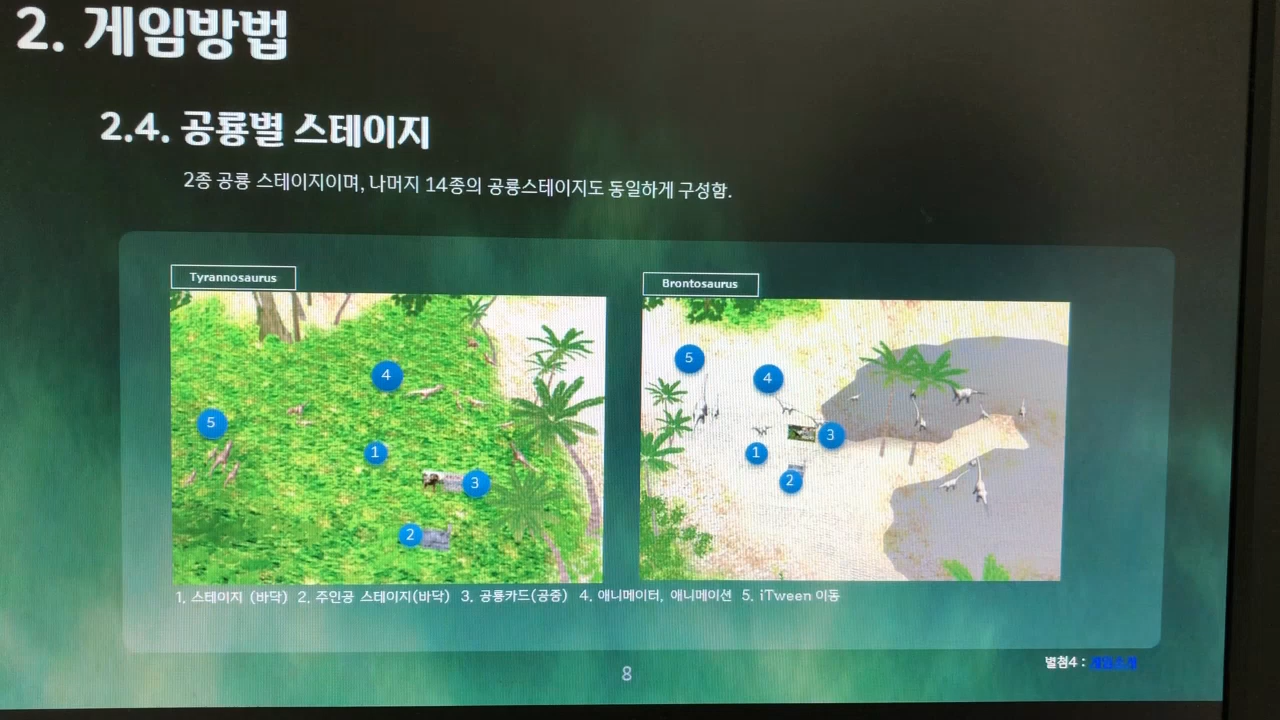 2. 게임방법
2.4. 공룡별 스테이지
2종 공룡 스테이지이며, 나머지 14종의 공룡스테이지도 동일하게 구성함.
Tyrannosaurus
Brontosaurus
4
5
1
3
2
5
4
3
1
2
1. 스테이지 (바닥) 2. 주인공 스테이지(바닥) 3. 공룡카드(공중) 4. 애니메이터, 애니메이션 5. iTween 이동
별첨4 : 게임소개
8